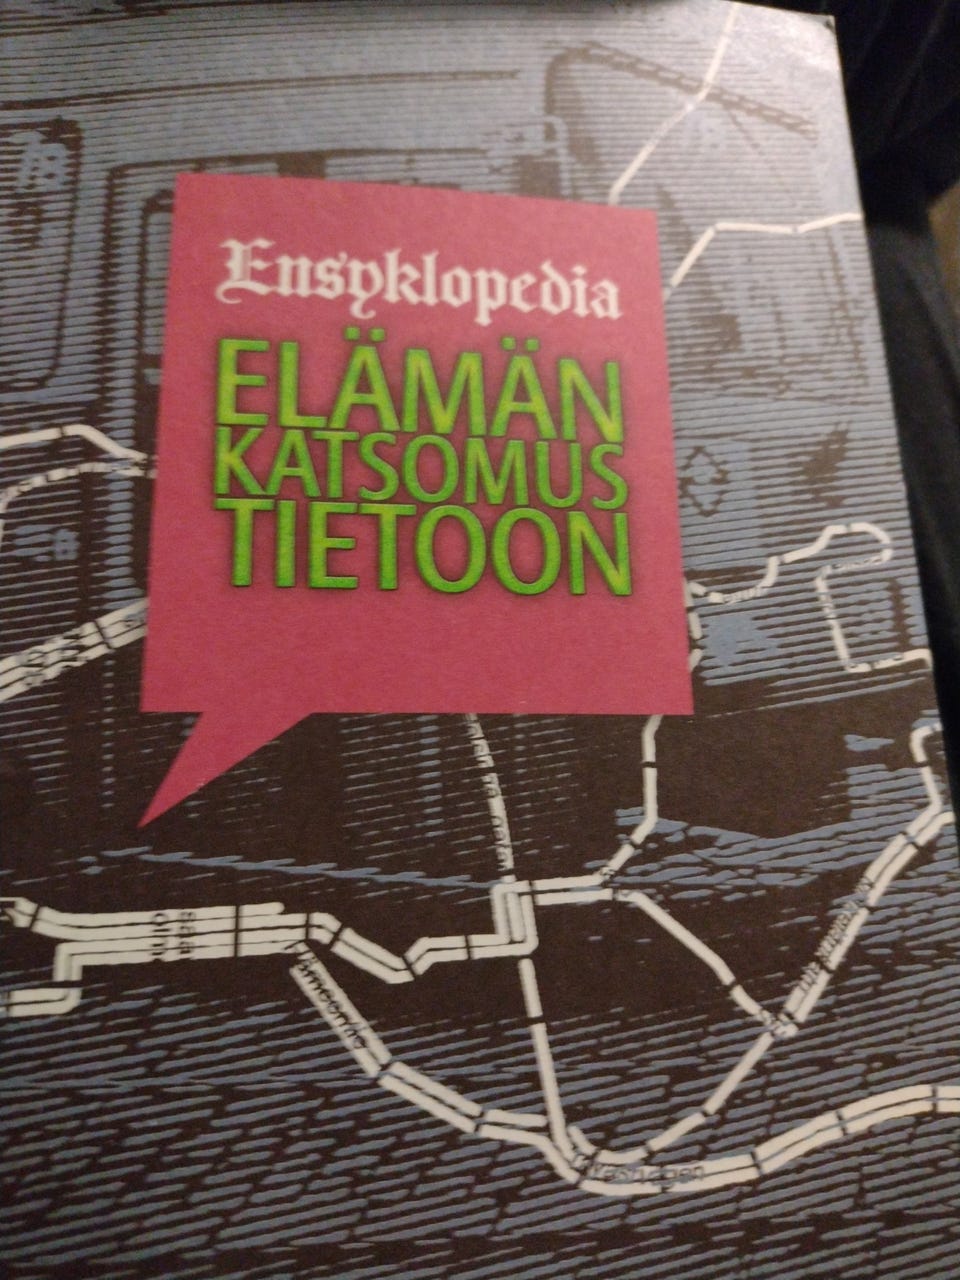 Ensyklopedia
ELÄMÄN
KATSOMUS
TIETOON